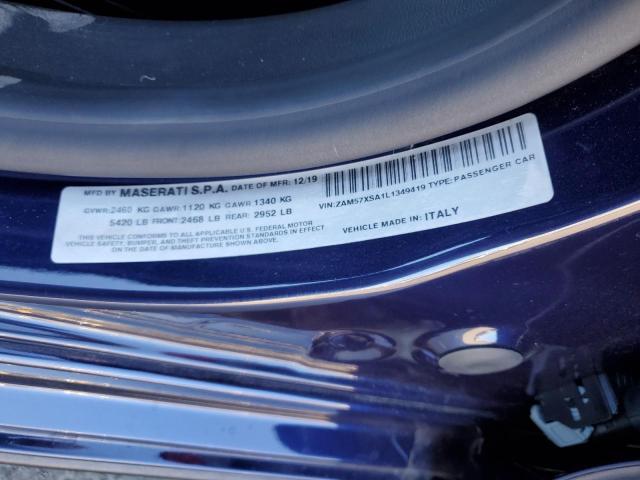 MFD BY MASERATI S.P.A. DATE OF MFR: 12/19
GVWR:2460 KG GAWR:1120 KG GAWR 1340 KG
5420 LB FRONT:2468 LB REAR: 2952 LB
THIS VEHICLE CONFORMS TO ALL APPLICABLE U.S. FEDERAL MOTOR
VEHICLE SAFETY, BUMPER, AND THEFT PREVENTION STANDARDS IN
EFFECT ON THE DATE OF MANUFACTURE SHOWN ABOVE
VIN:ZAM57XSA1L1349419 TYPE: PASSENGER CAR
VEHICLE MADE IN: ITALY